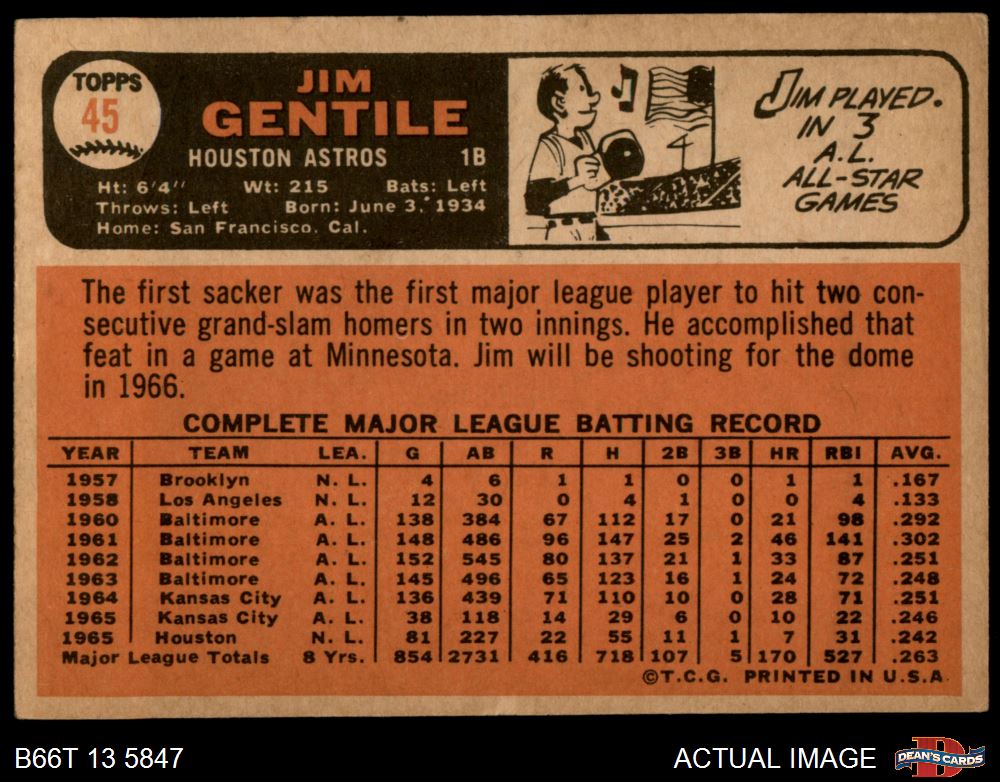 TOPPS
45
JIM
GENTILE
HOUSTON ASTROS 1B
Ht: 6'4" Wt: 215 Bats: Left
Throws: Left Born: June 3, 1934
Home: San Francisco, Cal.
JIM PLAYED
IN 3
A.L.
ALL-STAR
GAMES
The first sacker was the first major league player to hit two con-
secutive grand-slam homers in two innings. He accomplished that
feat in a game at Minnesota. Jim will be shooting for the dome
in 1966.
COMPLETE MAJOR LEAGUE BATTING RECORD
YEAR TEAM LEA. G AB R H 2B 3B HR RBI AVG.
1957 Brooklyn N. L. 4 6 1 1 0 0 1 1 .167
1958 Los Angeles N. L. 12 30 0 4 1 0 0 4 .133
1960 Baltimore A. L. 138 384 67 112 17 0 21 98 .292
1961 Baltimore A. L. 148 486 96 147 25 2 46 141 .302
1962 Baltimore A. L. 152 545 80 137 21 1 33 87 .251
1963 Baltimore A. L. 145 496 65 123 16 1 24 72 .248
1964 Kansas City A. L. 136 439 71 110 10 0 28 71 .251
1965 Kansas City A. L. 38 118 14 29 6 0 10 22 .246
1965 Houston N. L. 81 227 22 55 11 1 7 31 .242
Major League Totals 8 Yrs. 854 2731 416 718 107 5 170 527 .263
©T.C.G. PRINTED IN U.S.A.
B66T 13 5847 ACTUAL IMAGE DEAN'S CARDS